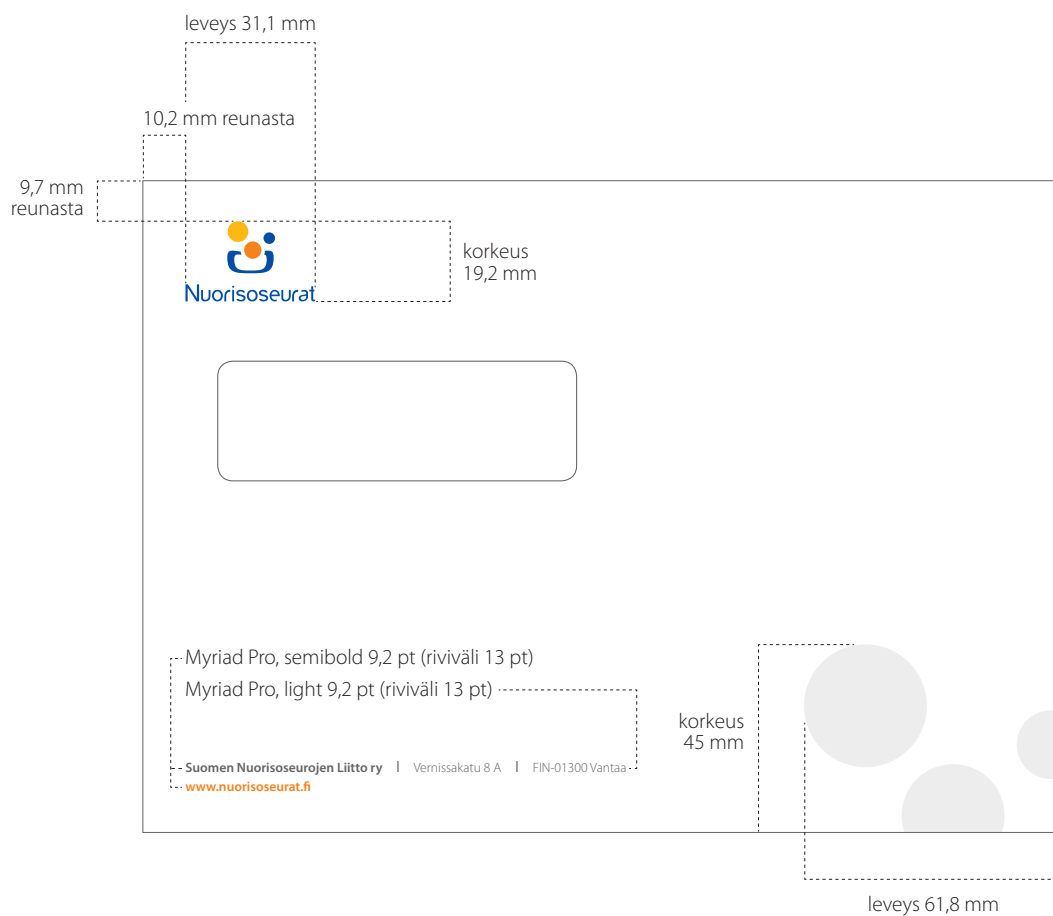 leveys 31,1 mm
10,2 mm reunasta
9,7 mm
reunasta
korkeus
19,2 mm
Nuorisoseurat
Myriad Pro, semibold 9,2 pt (riviväli 13 pt)
Myriad Pro, light 9,2 pt (riviväli 13 pt)
korkeus
45 mm
Suomen Nuorisoseurojen Liitto ry | Vernissakatu 8 A | FIN-01300 Vantaa
www.nuorisoseurat.fi
leveys 61,8 mm